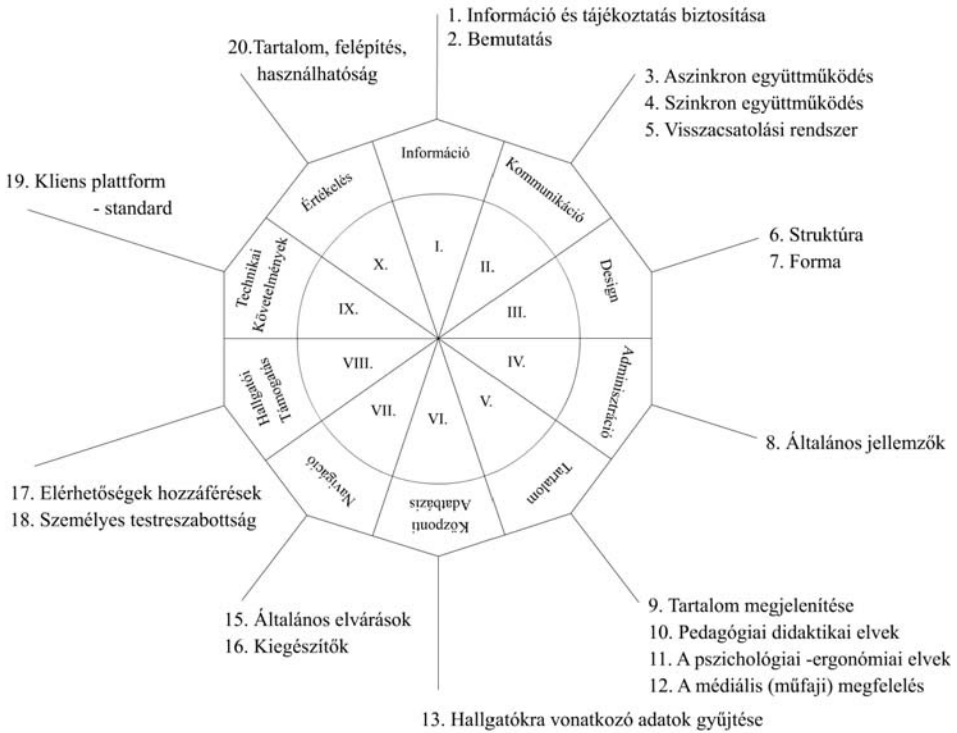 1. Információ és tájékoztatás biztosítása
2. Bemutatás
3. Aszinkron együttműködés
4. Szinkron együttműködés
5. Visszacsatolási rendszer
6. Struktúra
7. Forma
8. Általános jellemzők
9. Tartalom megjelenítése
10. Pedagógiai didaktikai elvek
11. A pszichológiai -ergonómiai elvek
12. A médiális (műfaji) megfelelés
13. Hallgatókra vonatkozó adatok gyűjtése
15. Általános elvárások
16. Kiegészítők
17. Elérhetőségek hozzáférések
18. Személyes testreszabottság
19. Kliens plattform
- standard
20.Tartalom, felépítés,
használhatóság
Információ
Kommunikáció
Design
Adminisztráció
Tartalom
Központi
Adatbázis
Navigáció
Hallgatói
Támogatás
Technikai
Követelmények
Értékelés
I.
II.
III.
IV.
V.
VI.
VII.
VIII.
IX.
X.